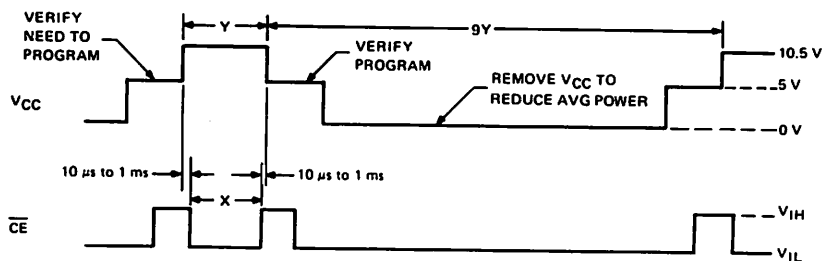 VERIFY
NEED TO
PROGRAM
Y
9Y
VERIFY
PROGRAM
10.5 V
REMOVE VCC TO
REDUCE AVG POWER
5 V
VCC
0 V
10 μs to 1 ms
10 μs to 1 ms
X
CE
VIH
VIL